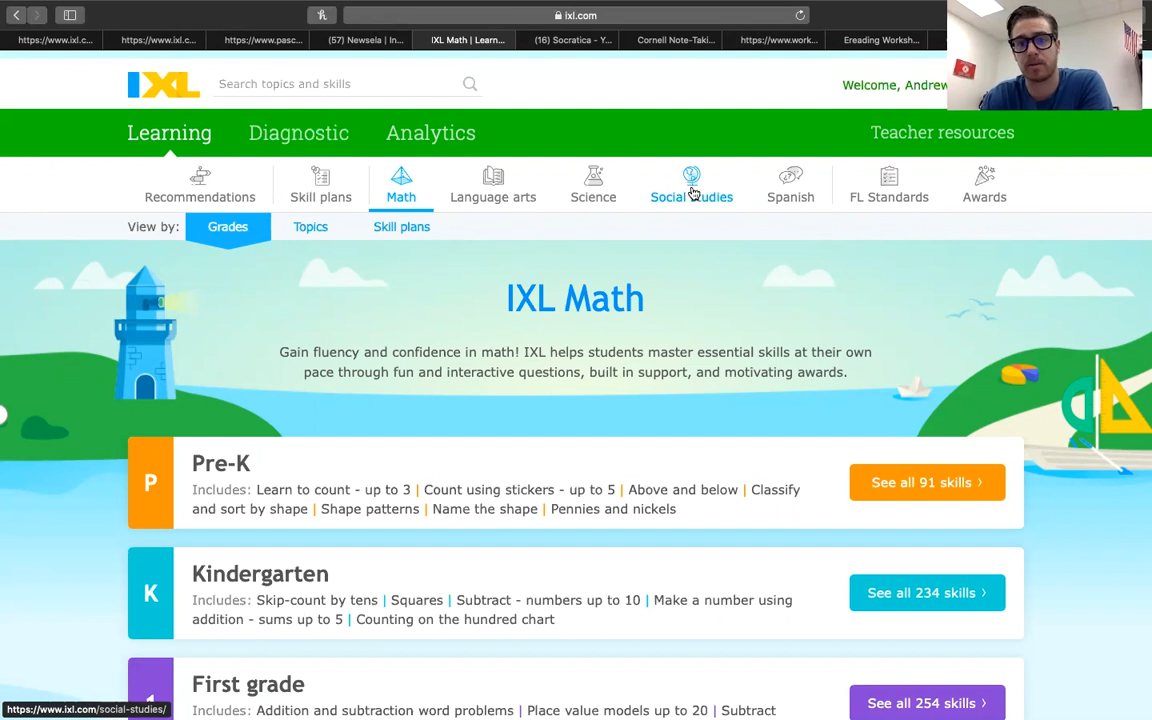 ixl.com
https://www.ixl.c...
https://www.ixl.c...
https://www.pasc...
(57) Newsela | In...
IXL Math | Learn...
(16) Socratica - Y...
Cornell Note-Taki...
https://www.work...
Ereading Worksh...
IXL
Search topics and skills
Welcome, Andrew
Learning
Diagnostic
Analytics
Teacher resources
Recommendations
Skill plans
Math
Language arts
Science
Social studies
Spanish
FL Standards
Awards
View by:
Grades
Topics
Skill plans
IXL Math
Gain fluency and confidence in math! IXL helps students master essential skills at their own
pace through fun and interactive questions, built in support, and motivating awards.
P
Pre-K
Includes: Learn to count - up to 3 | Count using stickers - up to 5 | Above and below | Classify
and sort by shape | Shape patterns | Name the shape | Pennies and nickels
See all 91 skills ›
K
Kindergarten
Includes: Skip-count by tens | Squares | Subtract - numbers up to 10 | Make a number using
addition - sums up to 5 | Counting on the hundred chart
See all 234 skills ›
First grade
Includes: Addition and subtraction word problems | Place value models up to 20 | Subtract
See all 254 skills ›
https://www.ixl.com/social-studies/